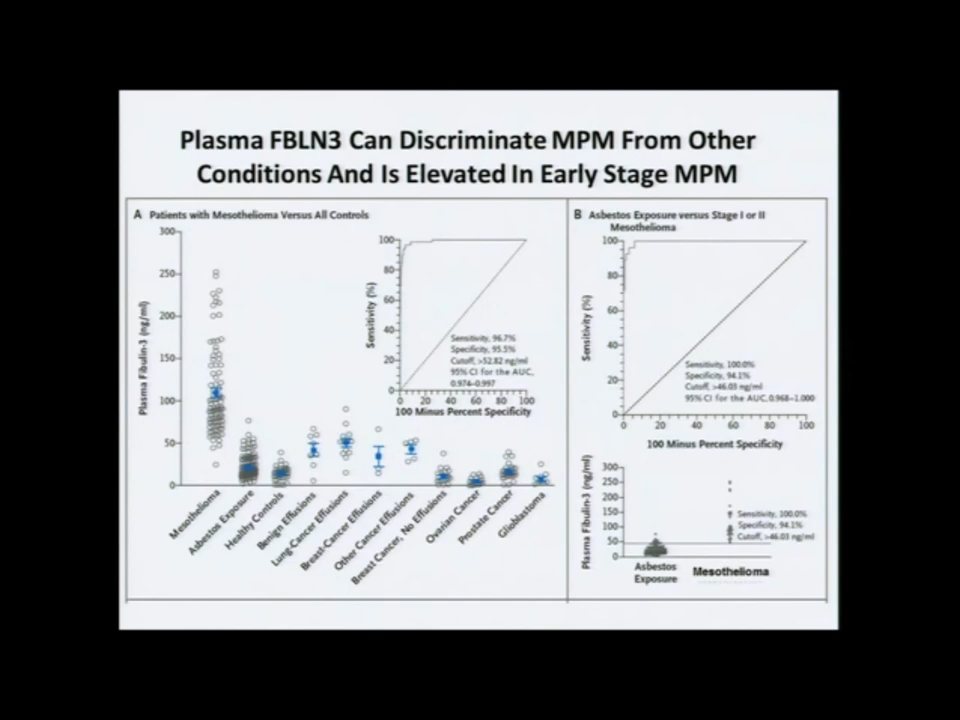 Plasma FBLN3 Can Discriminate MPM From Other
Conditions And Is Elevated In Early Stage MPM
A Patients with Mesothelioma Versus All Controls
300
250
200
150
100
50
0
Plasma Fibulin-3 (ng/ml)
Mesothelioma
Asbestos Exposure
Healthy Controls
Benign Effusions
Lung-Cancer Effusions
Breast-Cancer Effusions
Other Cancer Effusions
Breast Cancer, No Effusions
Ovarian Cancer
Prostate Cancer
Glioblastoma
100
80
60
40
20
0
Sensitivity (%)
Sensitivity, 96.7%
Specificity, 95.5%
Cutoff, >52.82 ng/ml
95% CI for the AUC,
0.974–0.997
0 20 40 60 80 100
100 Minus Percent Specificity
B Asbestos Exposure versus Stage I or II
Mesothelioma
100
80
60
40
20
0
Sensitivity (%)
Sensitivity, 100.0%
Specificity, 94.1%
Cutoff, >46.03 ng/ml
95% CI for the AUC, 0.968–1.000
0 20 40 60 80 100
100 Minus Percent Specificity
Plasma Fibulin-3 (ng/ml)
300
250
200
150
100
50
0
Sensitivity, 100.0%
Specificity, 94.1%
Cutoff, >46.03 ng/ml
Asbestos
Exposure
Mesothelioma